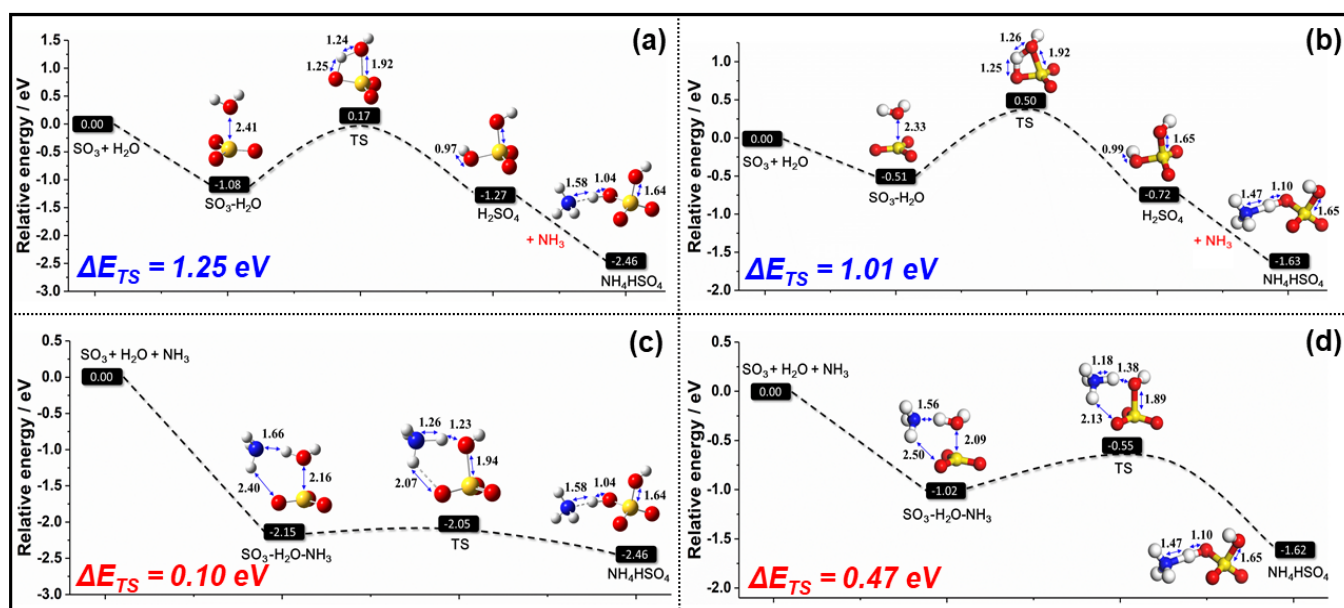 (a)
Relative energy / eV
1.5
1.0
0.5
0.0
-0.5
-1.0
-1.5
-2.0
-2.5
-3.0
0.00
SO₃ + H₂O
2.41
-1.08
SO₃-H₂O
1.24
1.25
1.92
0.17
TS
0.97
-1.27
H₂SO₄
+ NH₃
1.58
1.04
1.64
-2.46
NH₄HSO₄
ΔE_TS = 1.25 eV
(b)
Relative energy / eV
1.5
1.0
0.5
0.0
-0.5
-1.0
-1.5
-2.0
0.00
SO₃ + H₂O
2.33
-0.51
SO₃-H₂O
1.26
1.25
1.92
0.50
TS
1.65
0.99
-0.72
H₂SO₄
+ NH₃
1.47
1.10
1.65
-1.63
NH₄HSO₄
ΔE_TS = 1.01 eV
(c)
Relative energy / eV
0.5
0.0
-0.5
-1.0
-1.5
-2.0
-2.5
-3.0
SO₃ + H₂O + NH₃
0.00
1.66
2.40
2.16
-2.15
SO₃-H₂O-NH₃
1.26
1.23
1.94
2.07
-2.05
TS
1.58
1.04
1.64
-2.46
NH₄HSO₄
ΔE_TS = 0.10 eV
(d)
Relative energy / eV
0.5
0.0
-0.5
-1.0
-1.5
-2.0
SO₃ + H₂O + NH₃
0.00
1.56
2.09
2.50
-1.02
SO₃-H₂O-NH₃
1.18
1.38
1.89
2.13
-0.55
TS
1.47
1.10
1.65
-1.62
NH₄HSO₄
ΔE_TS = 0.47 eV